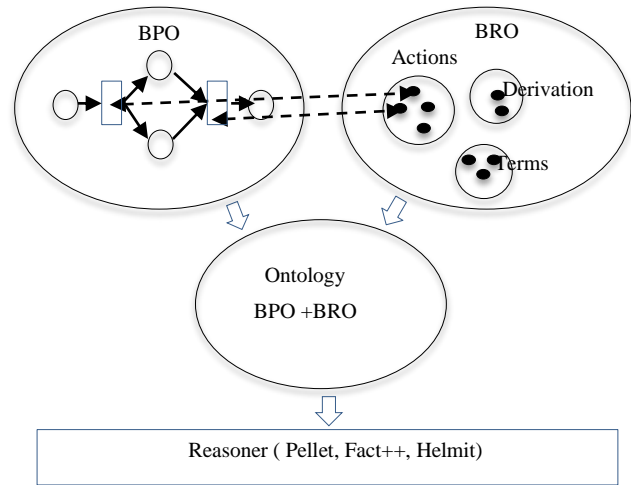 BPO
BRO
Actions
Derivation
Terms
Ontology
BPO +BRO
Reasoner ( Pellet, Fact++, Helmit)